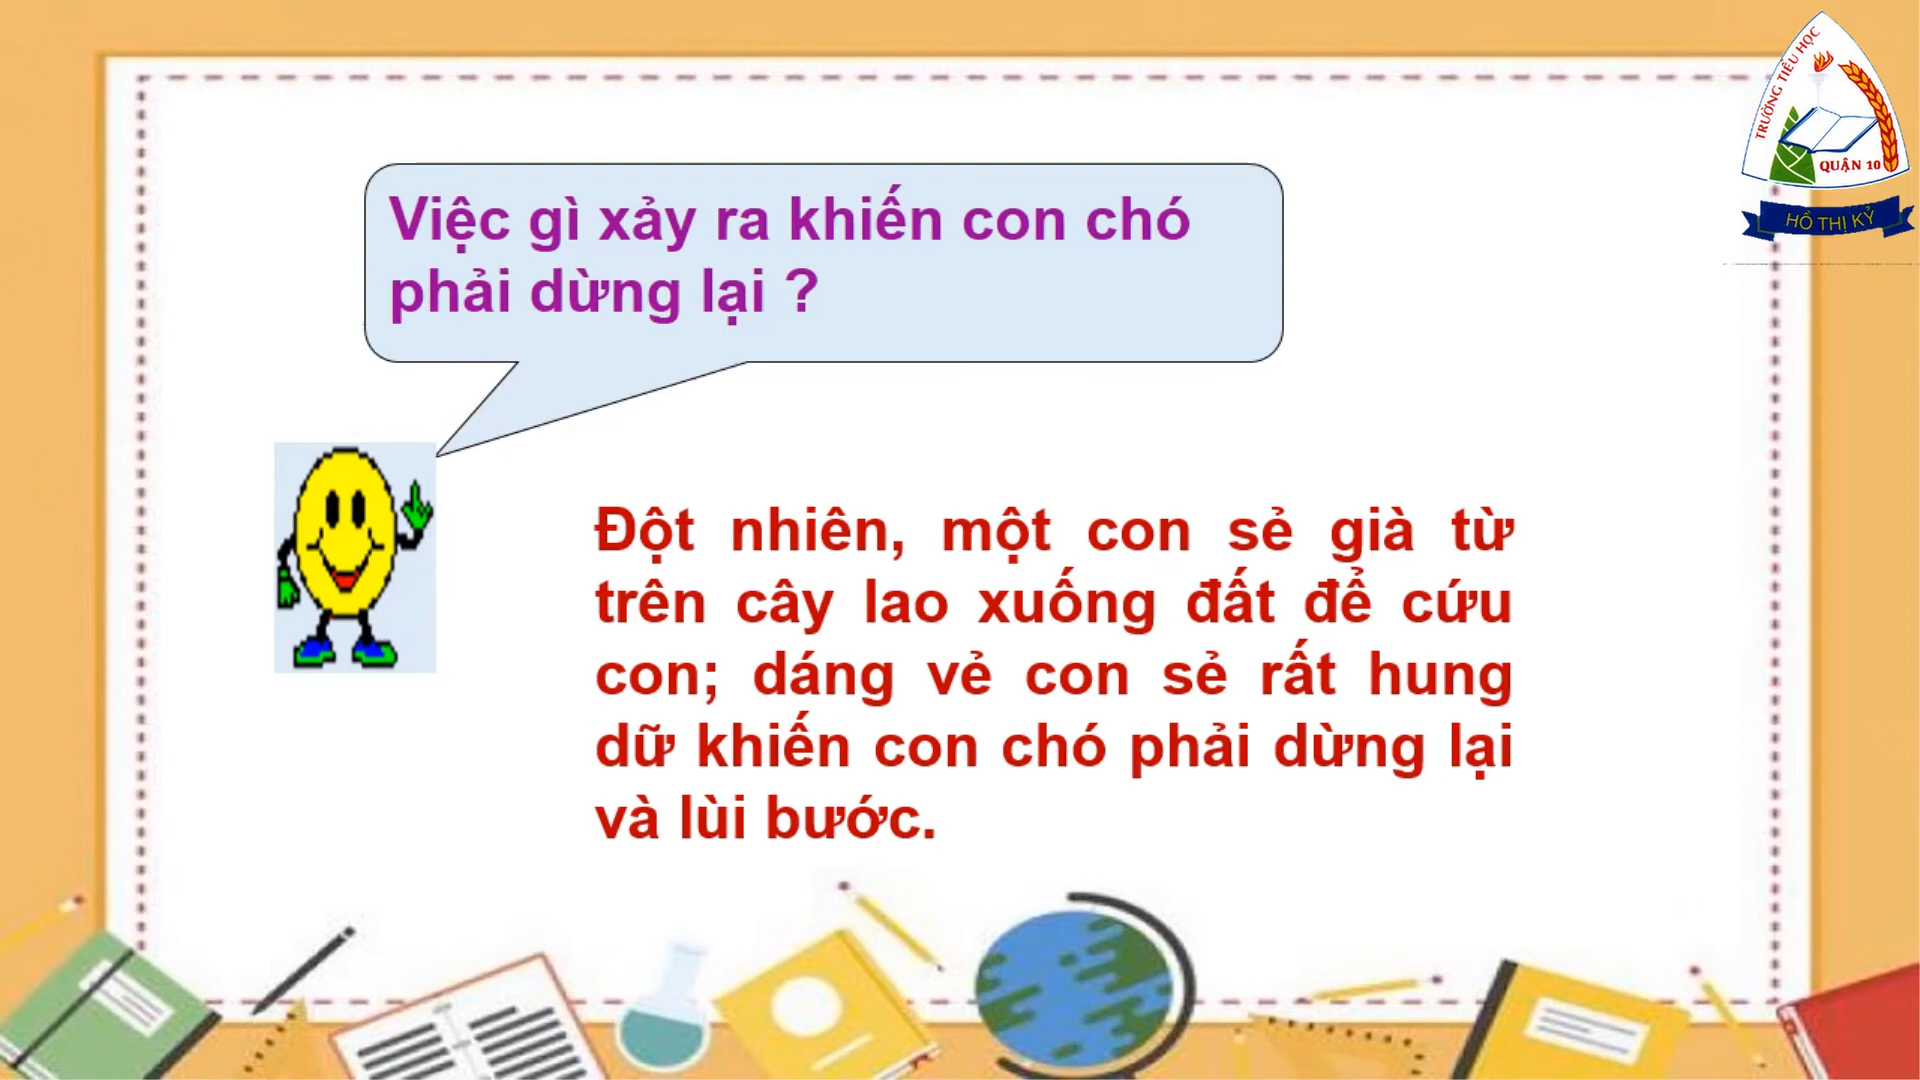 TRƯỜNG TIỂU HỌC
QUẬN 10
HỒ THỊ KỶ
Việc gì xảy ra khiến con chó
phải dừng lại ?
Đột nhiên, một con sẻ già từ
trên cây lao xuống đất để cứu
con; dáng vẻ con sẻ rất hung
dữ khiến con chó phải dừng lại
và lùi bước.